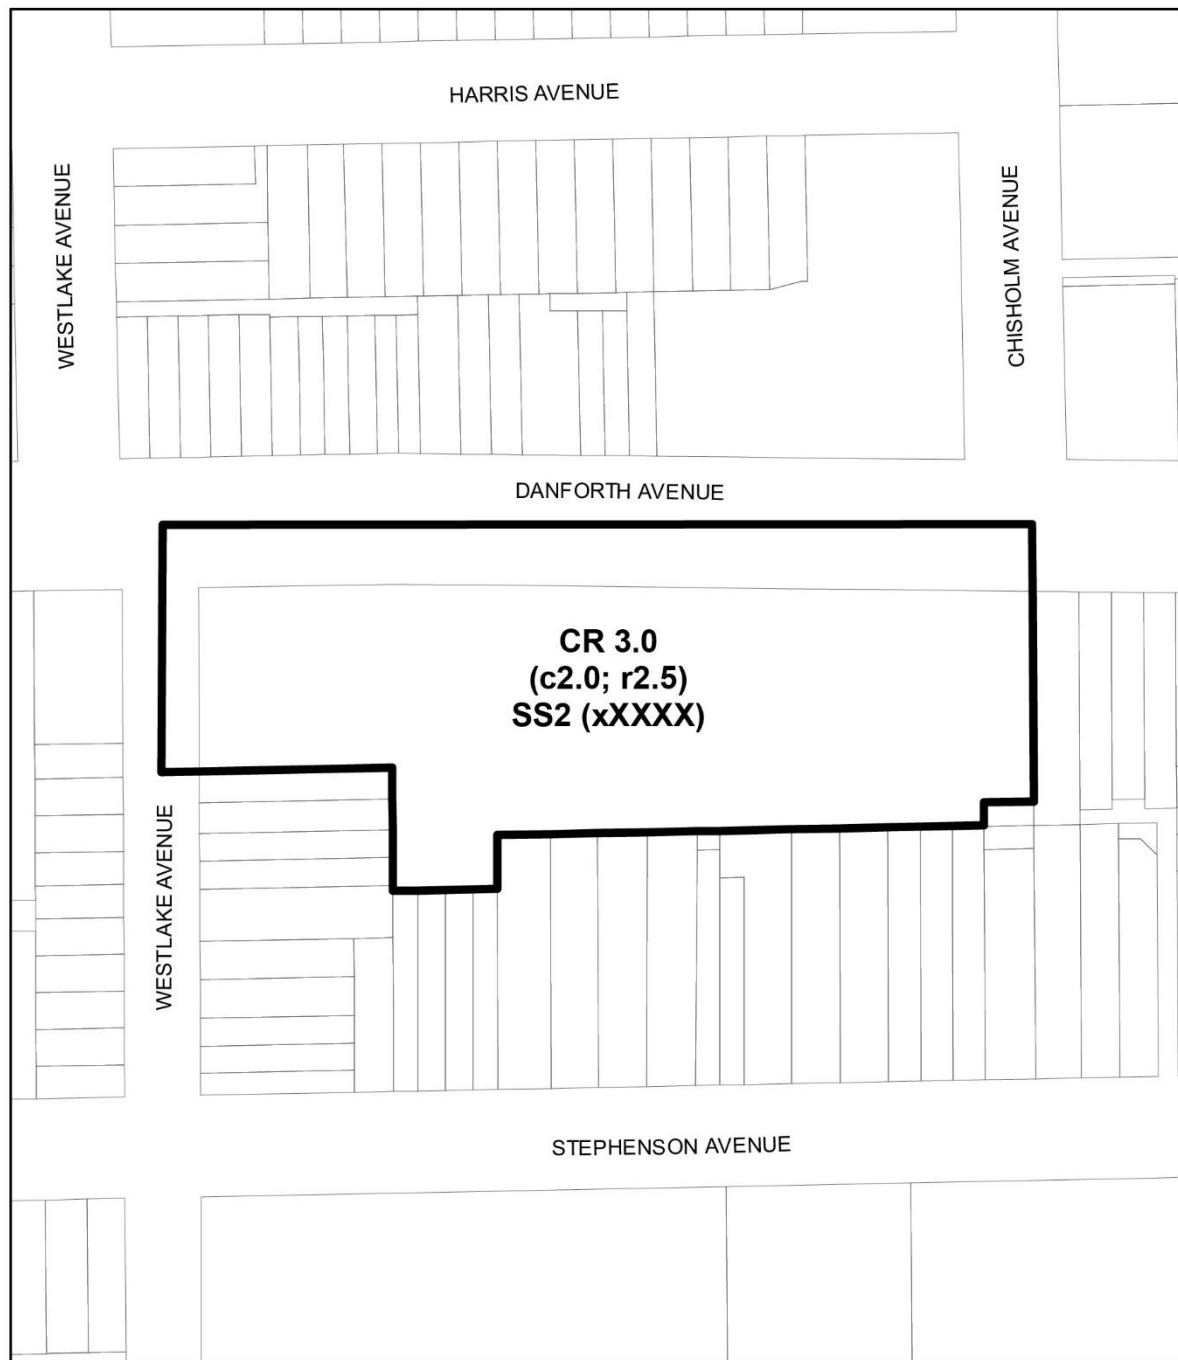 HARRIS AVENUE
WESTLAKE AVENUE
CHISHOLM AVENUE
DANFORTH AVENUE
CR 3.0
(c2.0; r2.5)
SS2 (xXXXX)
WESTLAKE AVENUE
STEPHENSON AVENUE